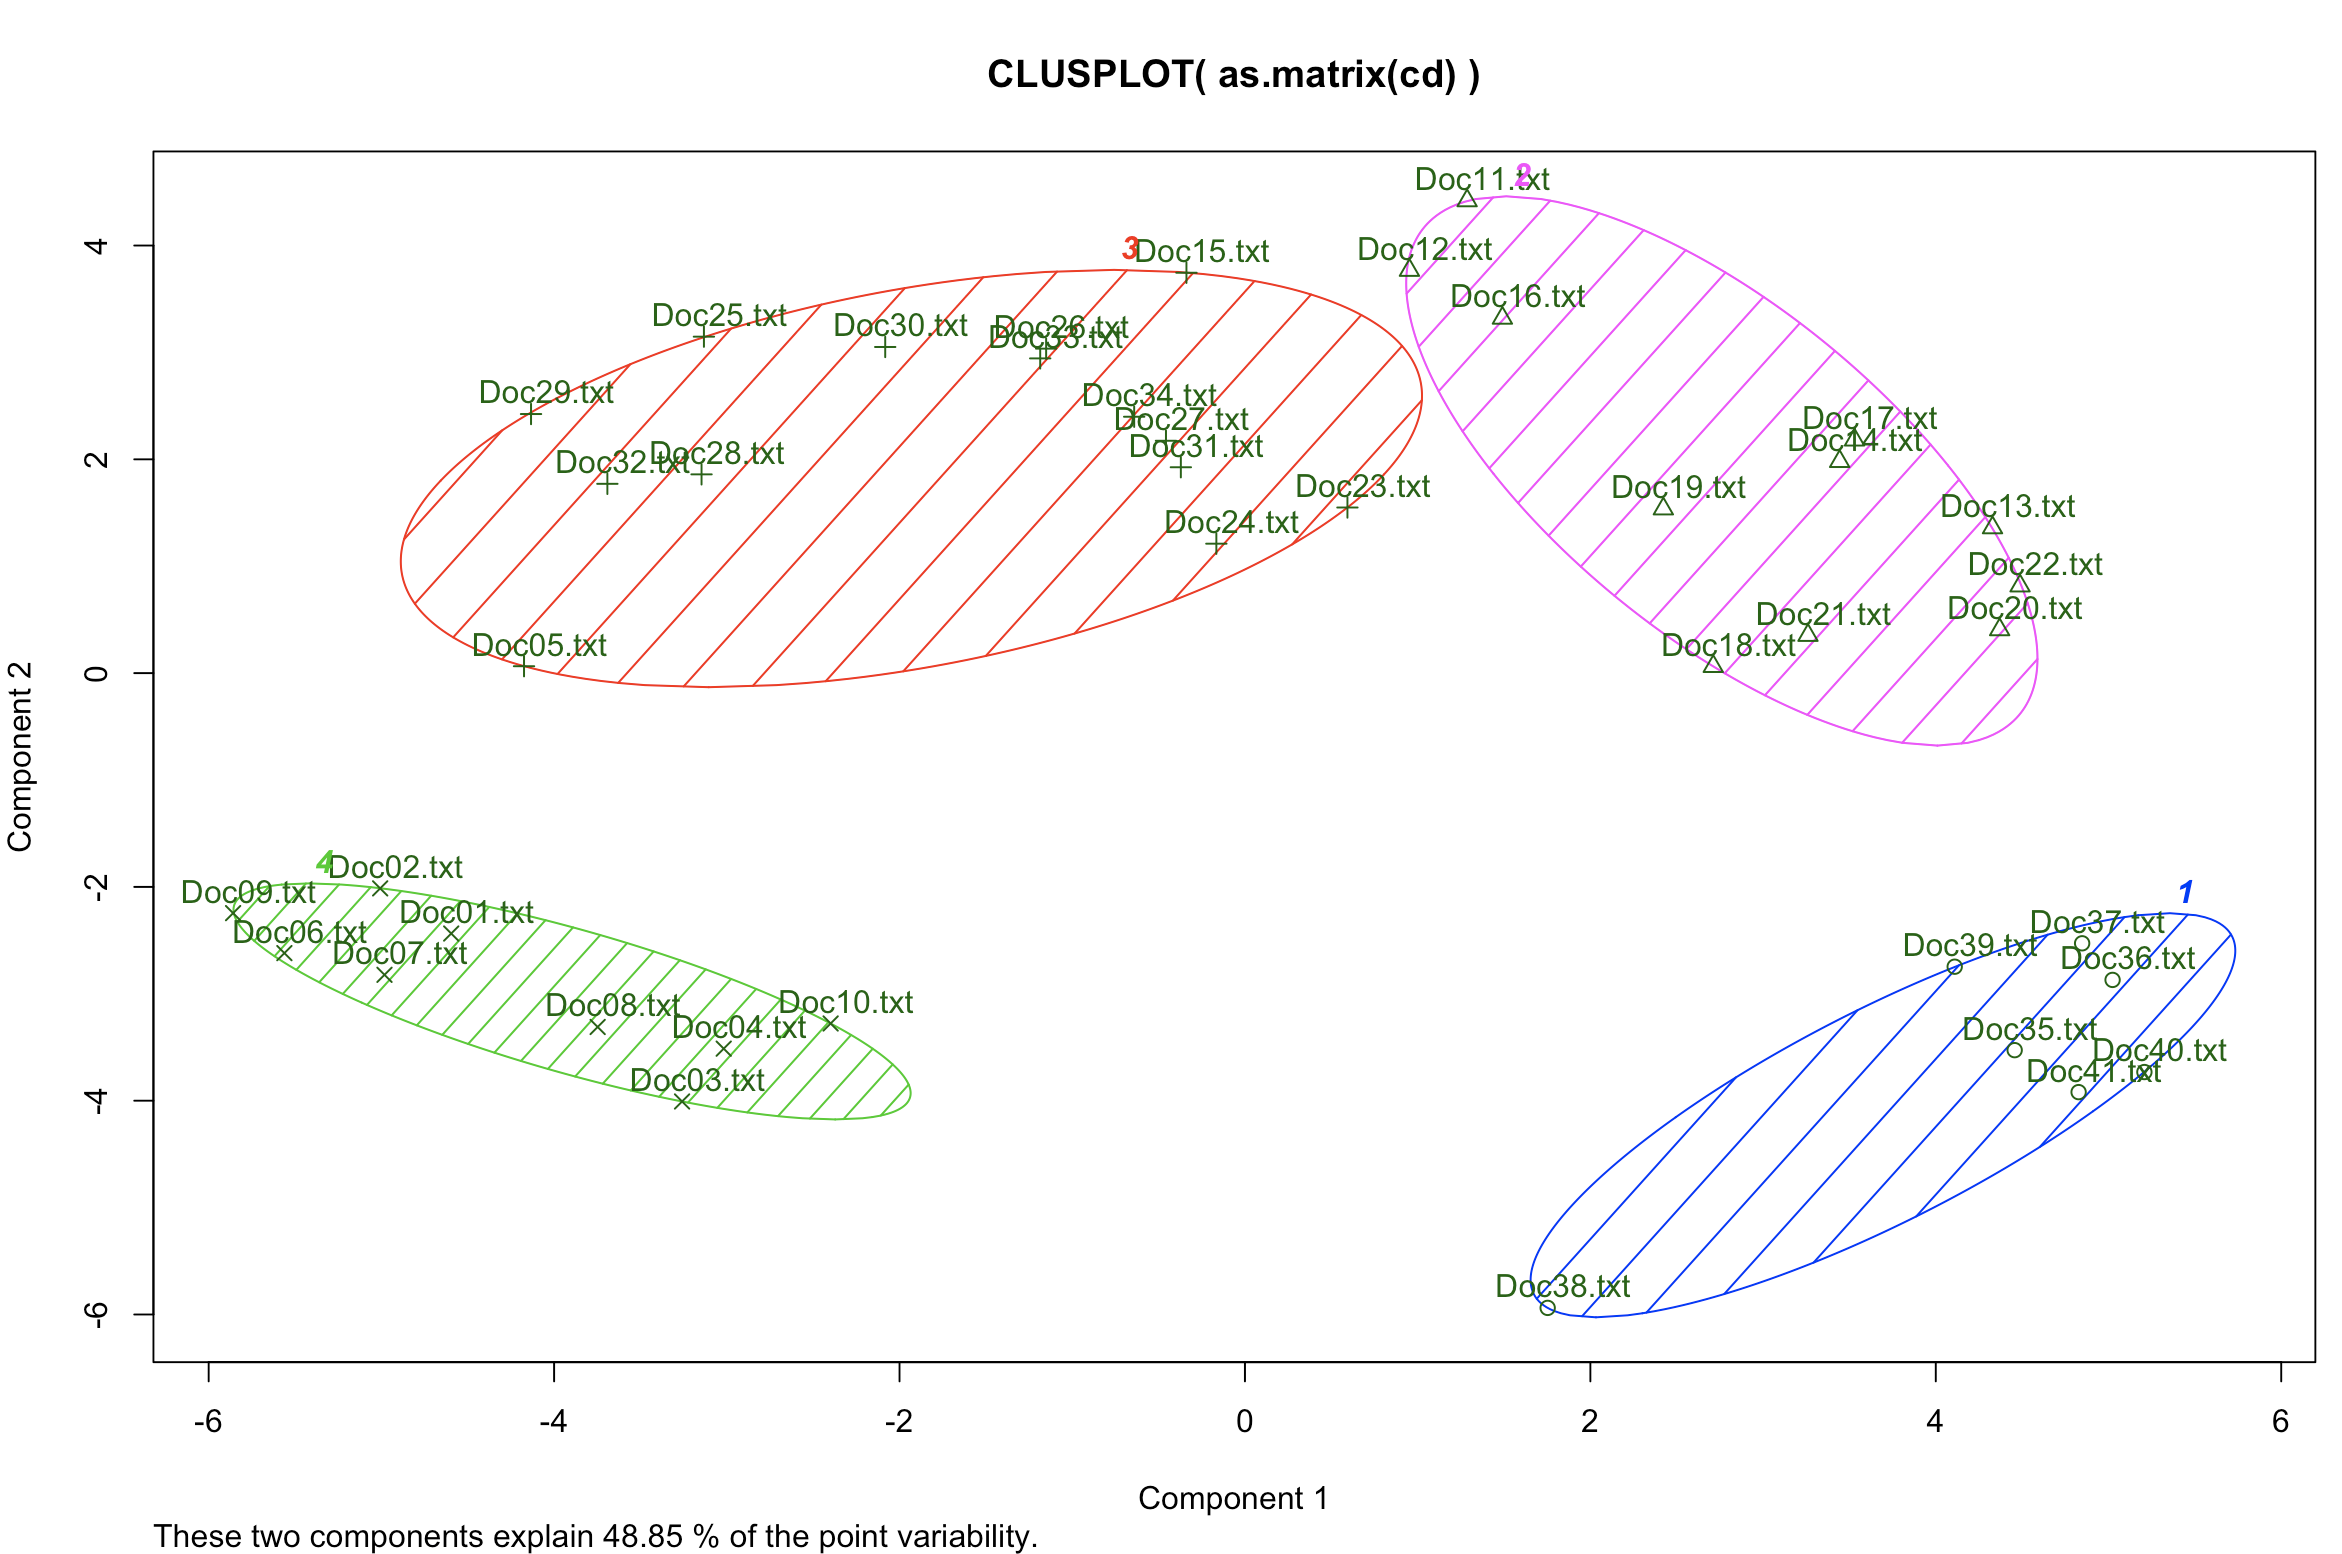 CLUSPLOT( as.matrix(cd) )
Doc11.txt
2
Doc12.txt
3
Doc15.txt
Doc16.txt
Doc25.txt
Doc30.txt
Doc26.txt
Doc33.txt
Doc29.txt
Doc34.txt
Doc27.txt
Doc17.txt
Doc14.txt
Doc31.txt
Doc32.txt
Doc28.txt
Doc23.txt
Doc19.txt
Doc13.txt
Doc24.txt
Doc22.txt
Doc20.txt
Doc21.txt
Doc05.txt
Doc18.txt
4
Doc02.txt
Doc09.txt
1
Doc01.txt
Doc37.txt
Doc06.txt
Doc39.txt
Doc07.txt
Doc36.txt
Doc08.txt
Doc10.txt
Doc04.txt
Doc35.txt
Doc40.txt
Doc41.txt
Doc03.txt
Doc38.txt
4
2
0
-2
-4
-6
Component 2
-6 -4 -2 0 2 4 6
Component 1
These two components explain 48.85 % of the point variability.